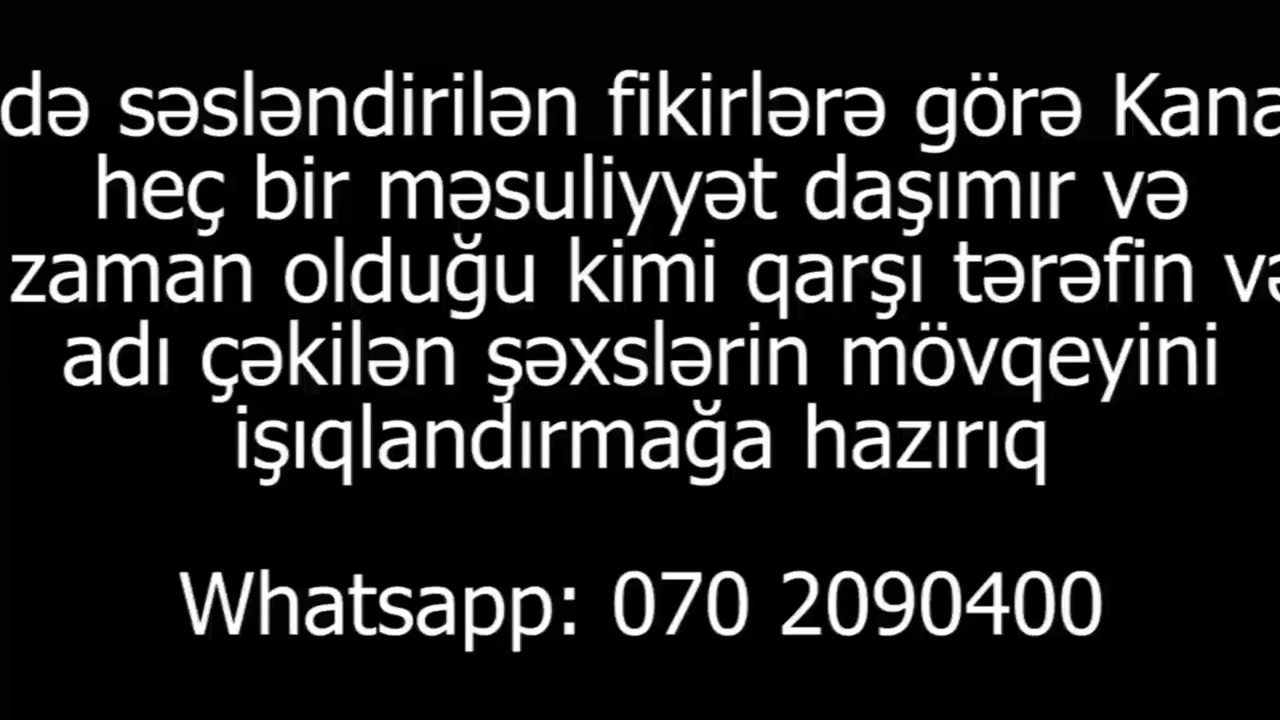 də səsləndirilən fikirlərə görə Kana
heç bir məsuliyyət daşımır və
zaman olduğu kimi qarşı tərəfin və
adı çəkilən şəxslərin mövqeyini
işıqlandırmağa hazırıq
Whatsapp: 070 2090400